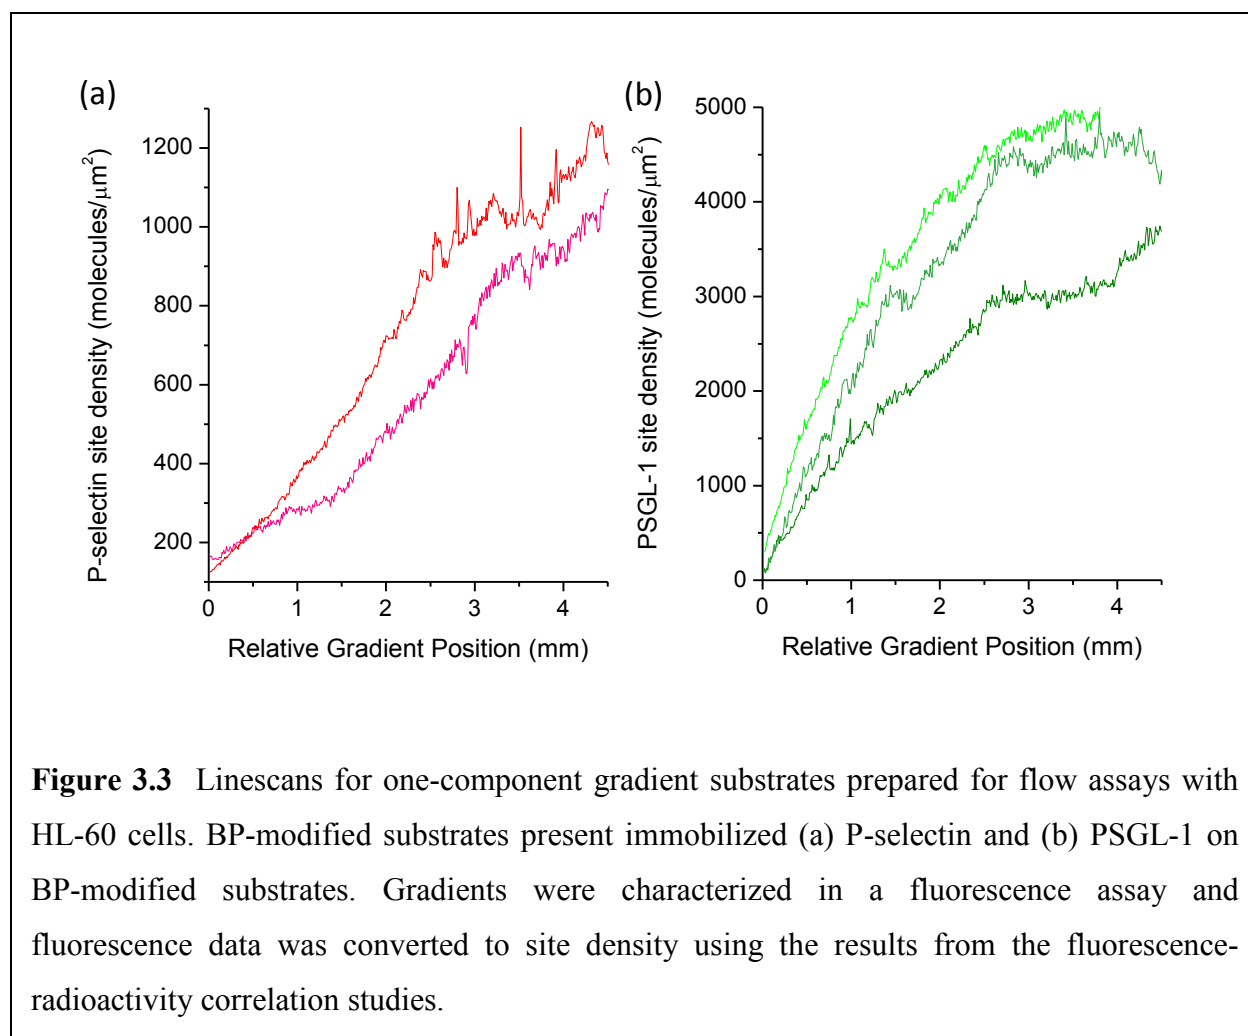 (a)
1200
1000
800
600
400
200
0
1
2
3
4
P-selectin site density (molecules/μm²)
Relative Gradient Position (mm)
(b)
5000
4000
3000
2000
1000
0
0
1
2
3
4
PSGL-1 site density (molecules/μm²)
Relative Gradient Position (mm)
Figure 3.3 Linescans for one-component gradient substrates prepared for flow assays with
HL-60 cells. BP-modified substrates present immobilized (a) P-selectin and (b) PSGL-1 on
BP-modified substrates. Gradients were characterized in a fluorescence assay and
fluorescence data was converted to site density using the results from the fluorescence-
radioactivity correlation studies.